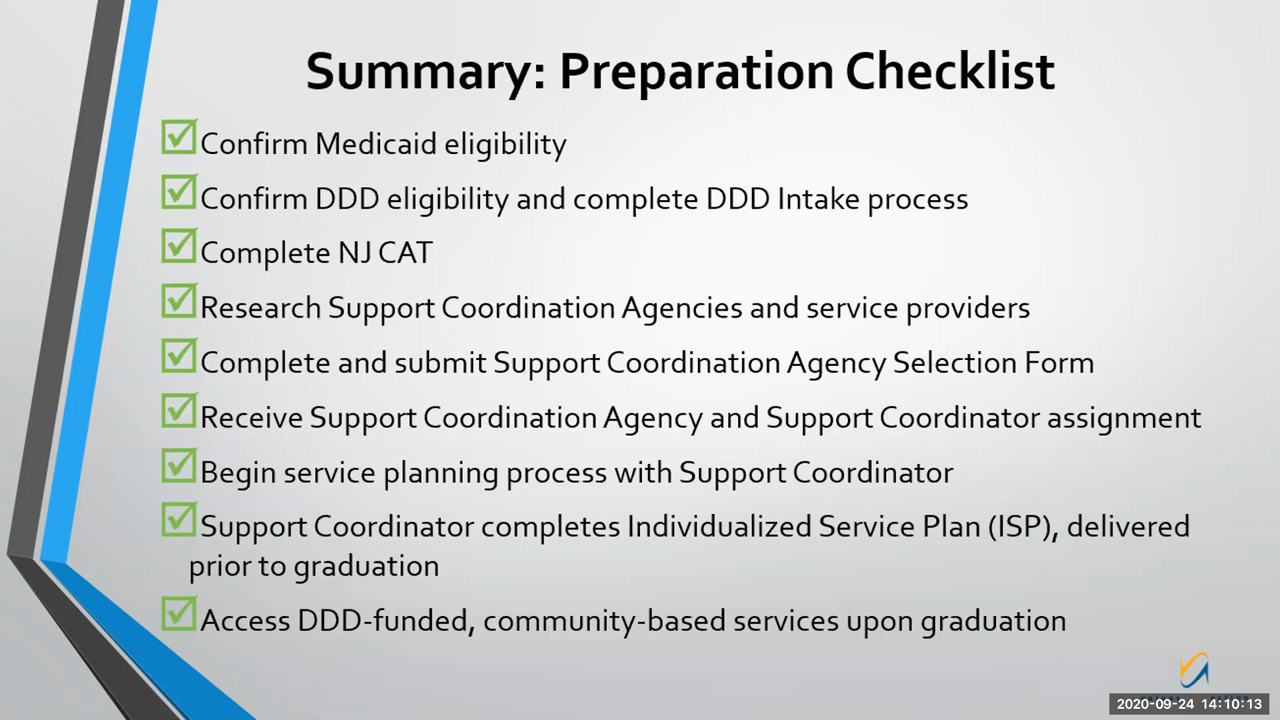 Summary: Preparation Checklist
Confirm Medicaid eligibility
Confirm DDD eligibility and complete DDD Intake process
Complete NJ CAT
Research Support Coordination Agencies and service providers
Complete and submit Support Coordination Agency Selection Form
Receive Support Coordination Agency and Support Coordinator assignment
Begin service planning process with Support Coordinator
Support Coordinator completes Individualized Service Plan (ISP), delivered
prior to graduation
Access DDD-funded, community-based services upon graduation
2020-09-24 14:10:13